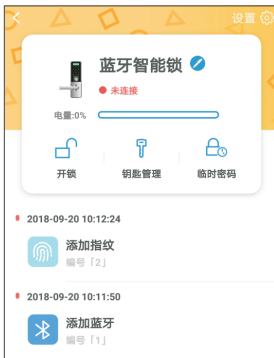 设置
蓝牙智能锁
未连接
电量:0%
开锁 钥匙管理 临时密码
2018-09-20 10:12:24
添加指纹
编号「2」
2018-09-20 10:11:50
添加蓝牙
编号「1」